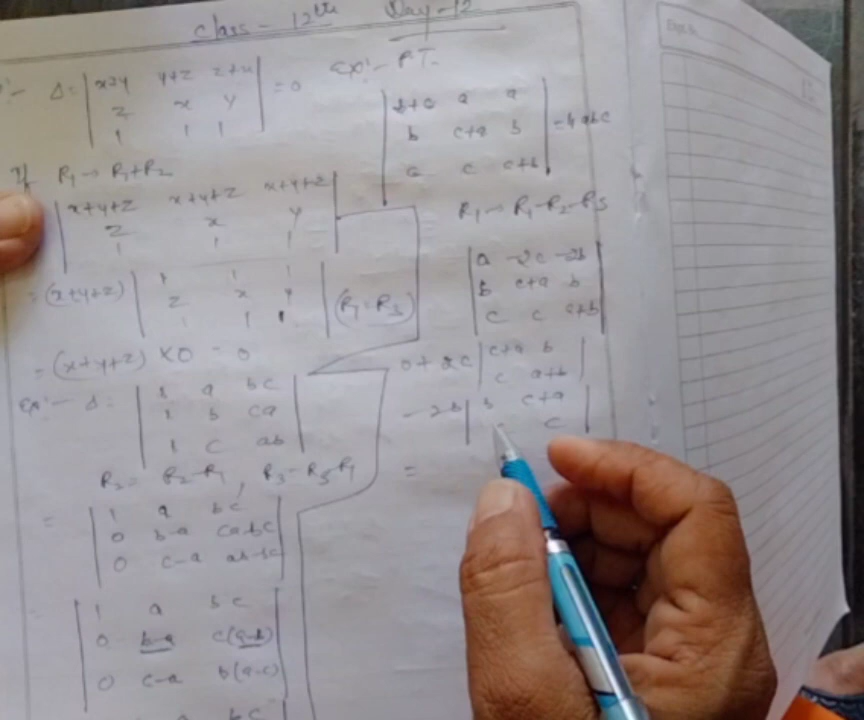 Class - 12th Day-12
Δ = | x+y y+z z+x | = 0
| z x y |
| 1 1 1 |
R1 → R1+R2
| x+y+z x+y+z x+y+z |
| z x y |
| 1 1 1 |
= (x+y+z) | 1 1 1 |
| z x y |
| 1 1 1 | (R1 = R3)
= (x+y+z) × 0 = 0
Ex:- Δ = | 1 a bc |
| 1 b ca |
| 1 c ab |
R2 = R2-R1, R3 = R3-R1
= | 1 a bc |
| 0 b-a ca-bc |
| 0 c-a ab-bc |
= | 1 a bc |
| 0 b-a c(a-b) |
| 0 c-a b(a-c) |
a bc
Ex:- P.T.
| b+c a a |
| b c+a b | = 4abc
| c c c+b |
R1 → R1-R2-R3
| a -2c -2b |
| b c+a b |
| c c a+b |
0 + 2c | c+a b |
| c a+b |
-2b | b c+a |
| c |
=